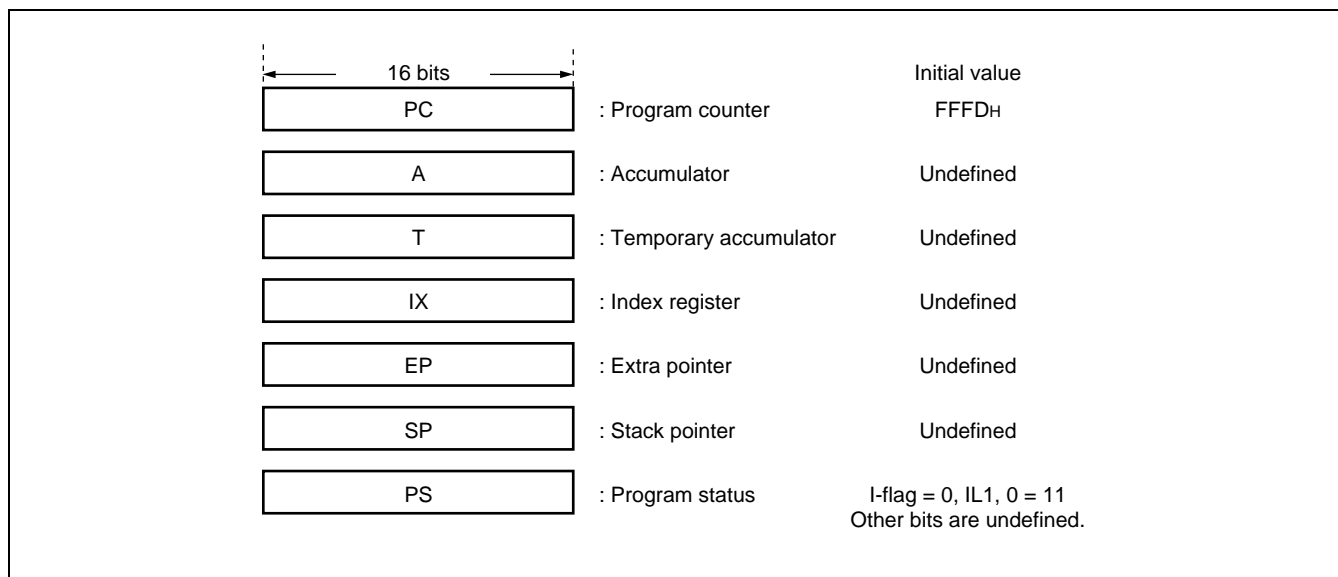 16 bits Initial value
PC : Program counter FFFDH
A : Accumulator Undefined
T : Temporary accumulator Undefined
IX : Index register Undefined
EP : Extra pointer Undefined
SP : Stack pointer Undefined
PS : Program status I-flag = 0, IL1, 0 = 11
Other bits are undefined.